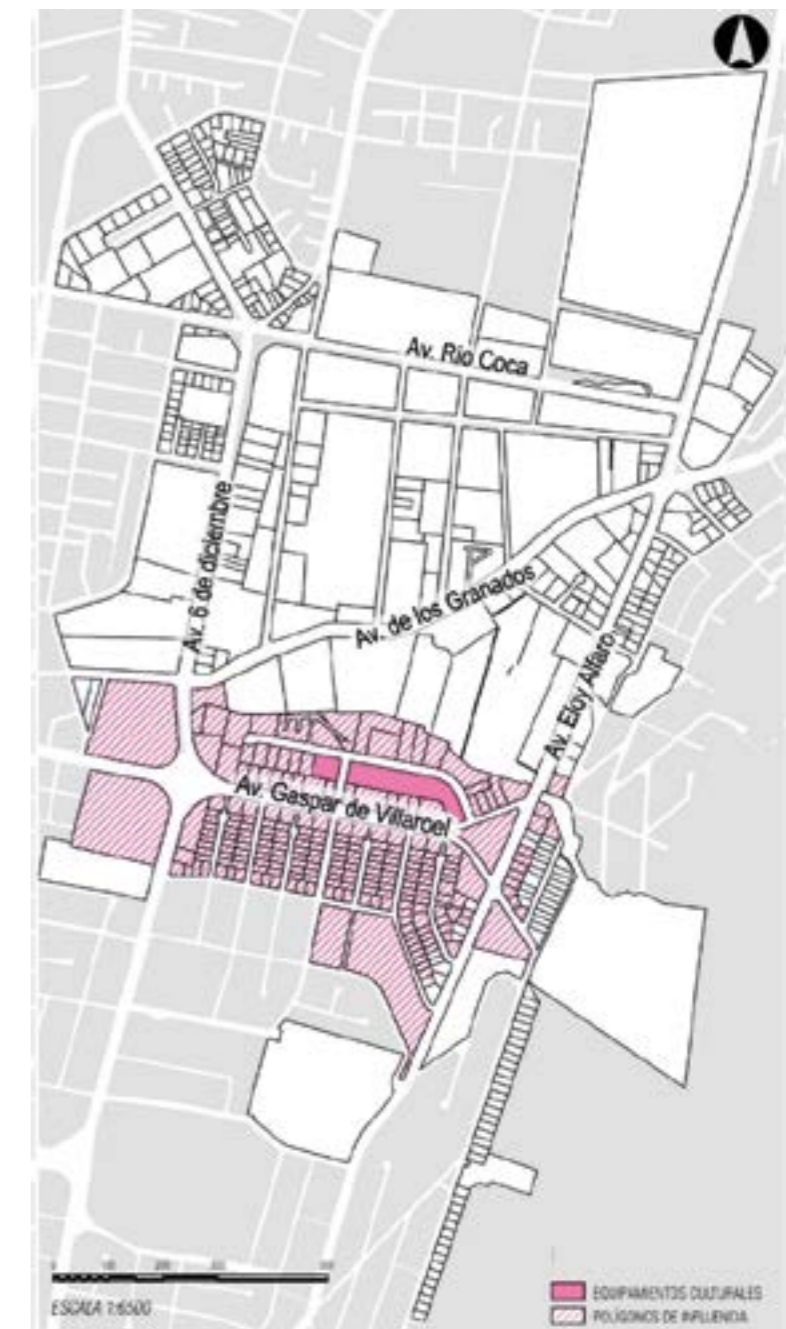 Av. Rio Coca
Av. 6 de diciembre
Av. de los Granados
Av. Eloy Alfaro
Av. Gaspar de Villaroel
ESCALA 1:6500
EQUIPAMIENTOS CULTURALES
POLÍGONOS DE INFLUENCIA